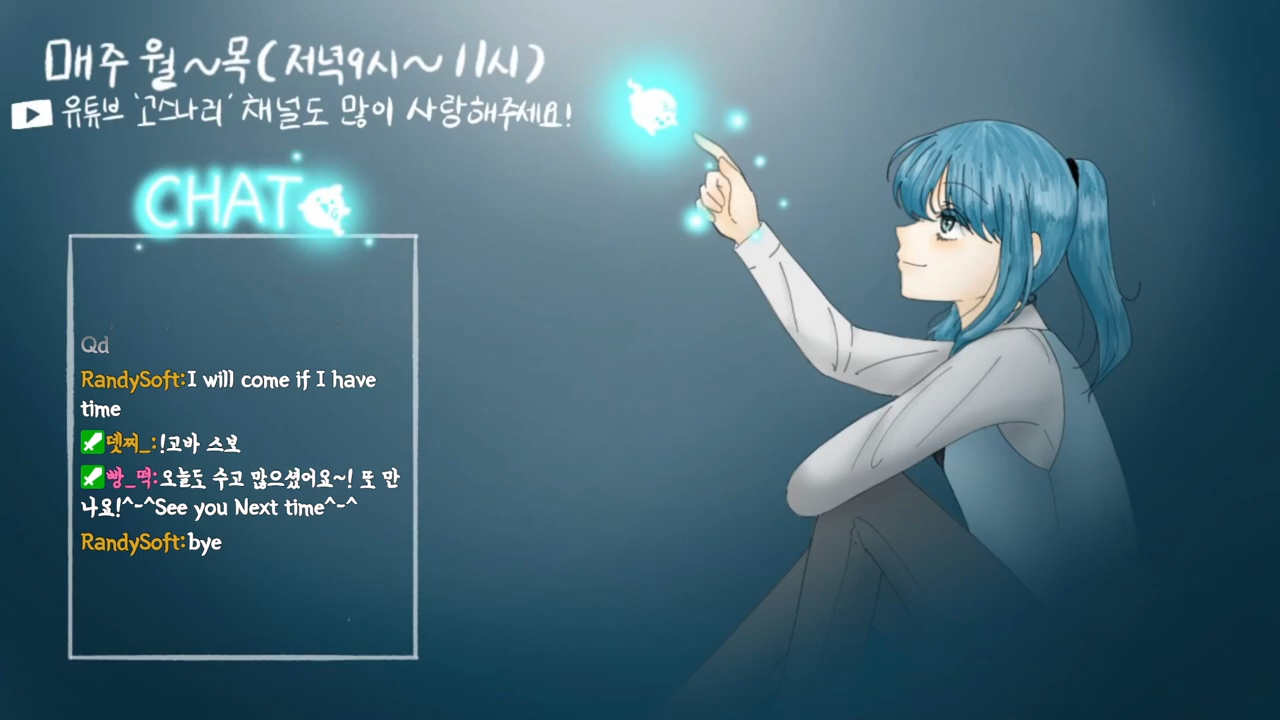 매주 월~목(저녁9시~11시)
유튜브 '고스나리' 채널도 많이 사랑해주세요!
CHAT
Qd
RandySoft:I will come if I have
time
뎃찌_:!고바 스보
빵_떡:오늘도 수고 많으셨어요~! 또 만
나요!^-^See you Next time^-^
RandySoft:bye